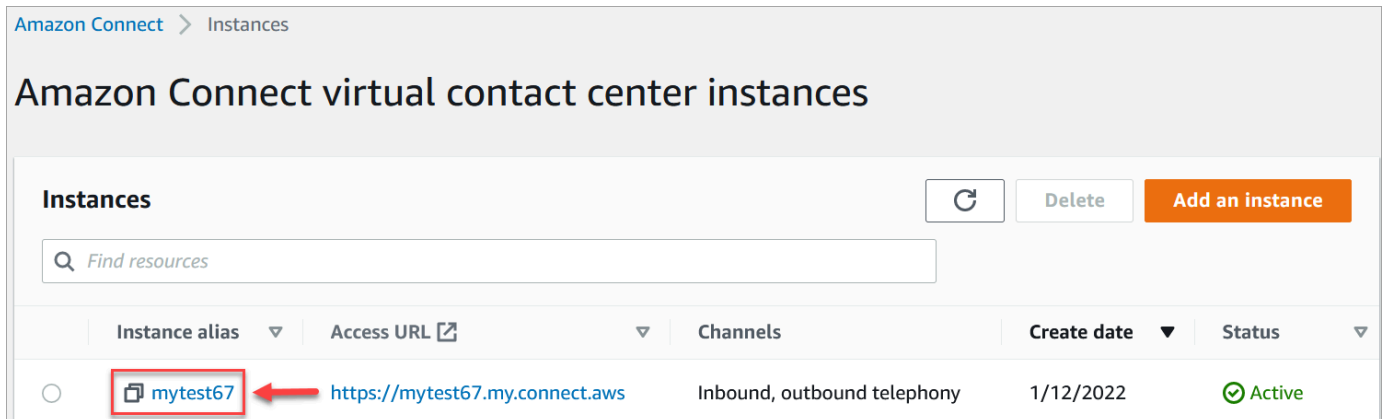 Amazon Connect > Instances
Amazon Connect virtual contact center instances
Instances
Delete
Add an instance
Find resources
Instance alias
Access URL
Channels
Create date
Status
mytest67
https://mytest67.my.connect.aws
Inbound, outbound telephony
1/12/2022
Active